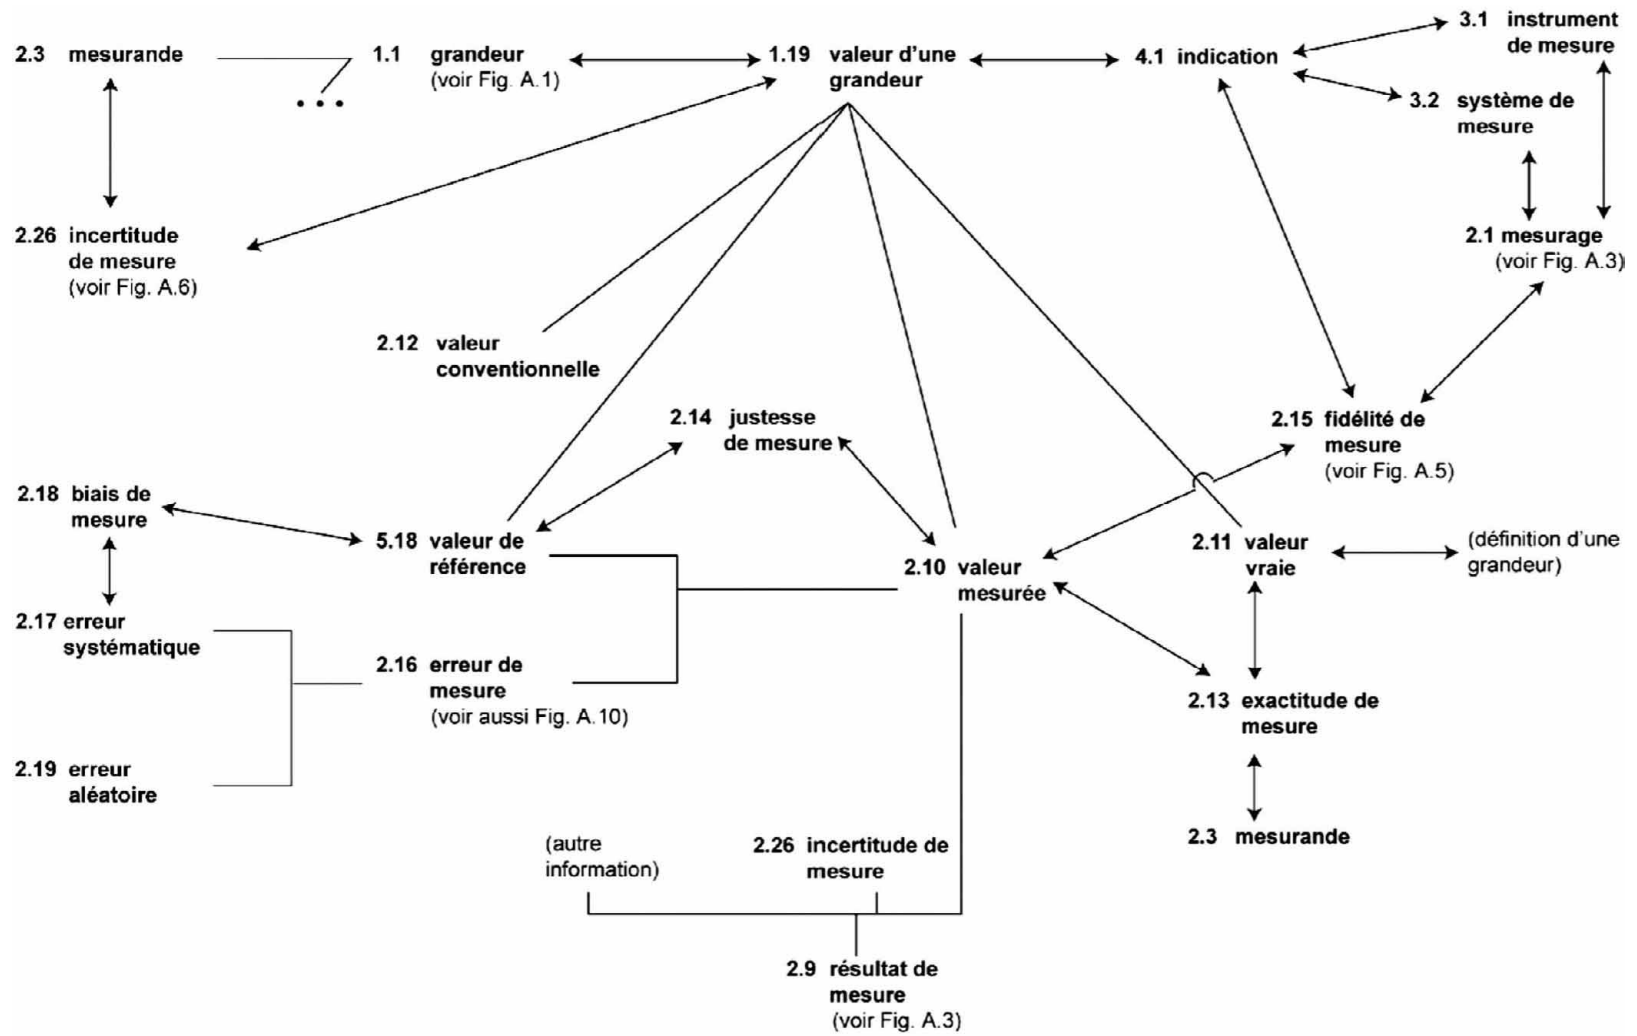 2.3 mesurande
1.1 grandeur
(voir Fig. A.1)
1.19 valeur d'une
grandeur
4.1 indication
3.1 instrument
de mesure
3.2 système de
mesure
2.26 incertitude
de mesure
(voir Fig. A.6)
2.1 mesurage
(voir Fig. A.3)
2.12 valeur
conventionnelle
2.14 justesse
de mesure
2.15 fidélité de
mesure
(voir Fig. A.5)
2.18 biais de
mesure
5.18 valeur de
référence
2.10 valeur
mesurée
2.11 valeur
vraie
(définition d'une
grandeur)
2.17 erreur
systématique
2.16 erreur de
mesure
(voir aussi Fig. A.10)
2.13 exactitude de
mesure
2.19 erreur
aléatoire
2.3 mesurande
(autre
information)
2.26 incertitude de
mesure
2.9 résultat de
mesure
(voir Fig. A.3)